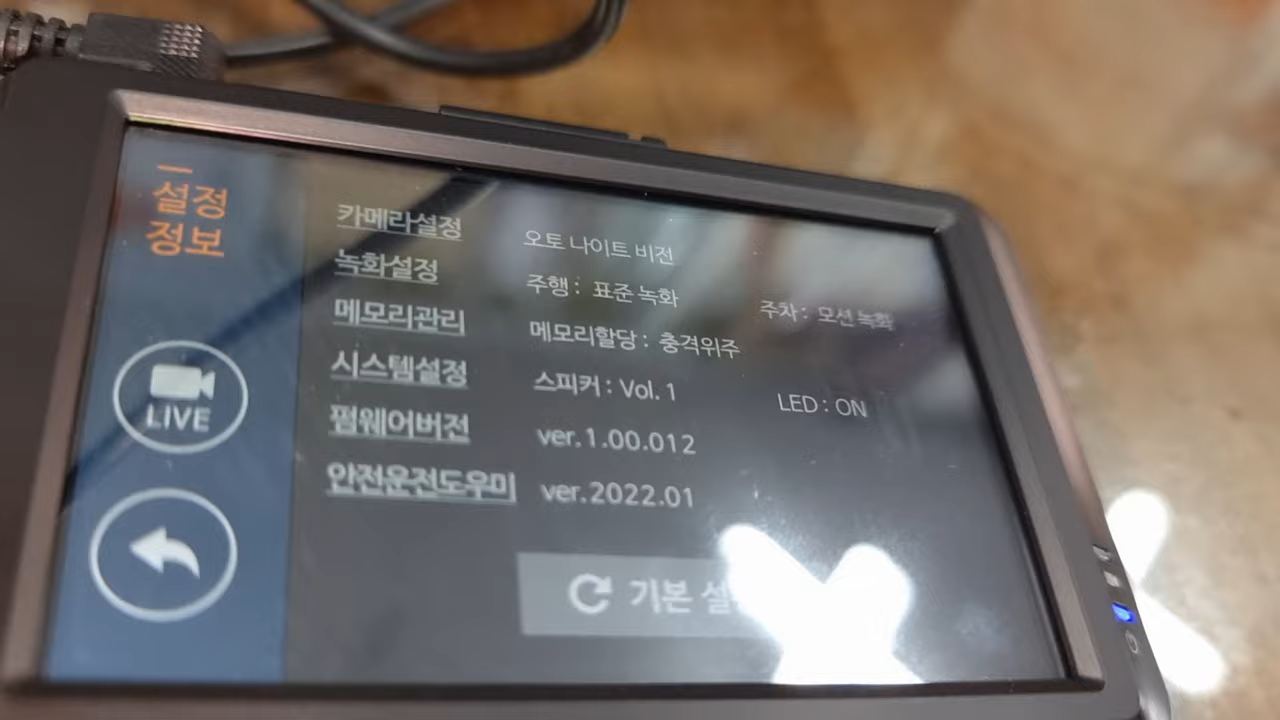 설정
정보
LIVE
카메라설정 오토 나이트 비전
녹화설정 주행 : 표준 녹화 주차 : 모션 녹화
메모리관리 메모리할당 : 충격위주
시스템설정 스피커 : Vol. 1 LED : ON
펌웨어버전 ver.1.00.012
안전운전도우미 ver.2022.01
기본